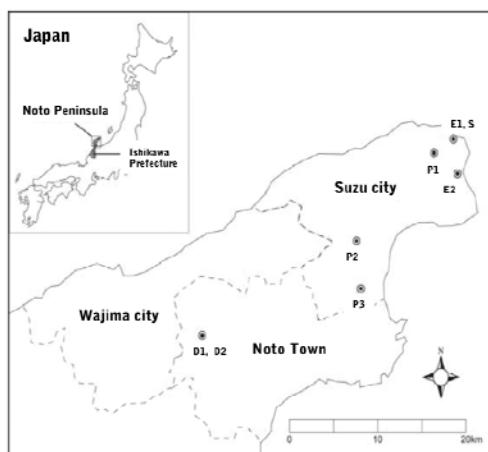 Japan
Noto Peninsula
Ishikawa
Prefecture
E1, S
P1
Suzu city
E2
P2
P3
Wajima city
D1, D2
Noto Town
N
0
10
20km